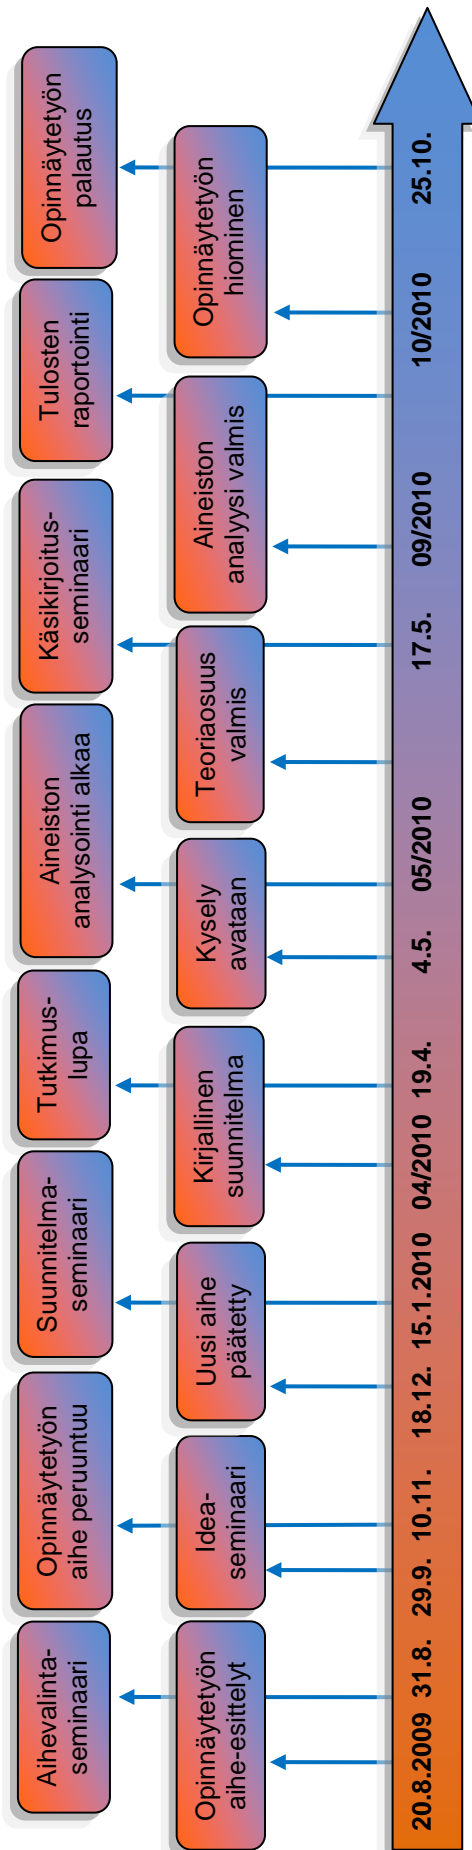 Aihevalinta-
seminaari
Opinnäytetyön
aihe peruuntuu
Suunnitelma-
seminaari
Tutkimus-
lupa
Aineiston
analysointi alkaa
Käsikirjoitus-
seminaari
Tulosten
raportointi
Opinnäytetyön
palautus
Opinnäytetyön
aihe-esittelyt
Idea-
seminaari
Uusi aihe
päätetty
Kirjallinen
suunnitelma
Kysely
avataan
Teoriaosuus
valmis
Aineiston
analyysi valmis
Opinnäytetyön
hiominen
20.8.2009 31.8. 29.9. 10.11. 18.12. 15.1.2010 04/2010 19.4. 4.5. 05/2010 17.5. 09/2010 10/2010 25.10.